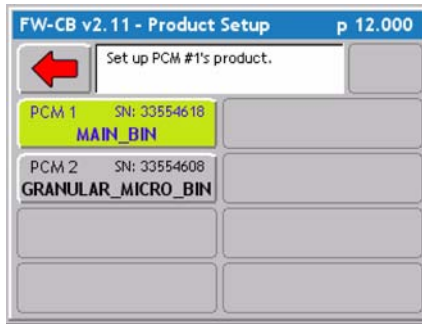 FW-CB v2.11 - Product Setup p 12.000
Set up PCM #1's product.
PCM 1 SN: 33554618
MAIN_BIN
PCM 2 SN: 33554608
GRANULAR_MICRO_BIN